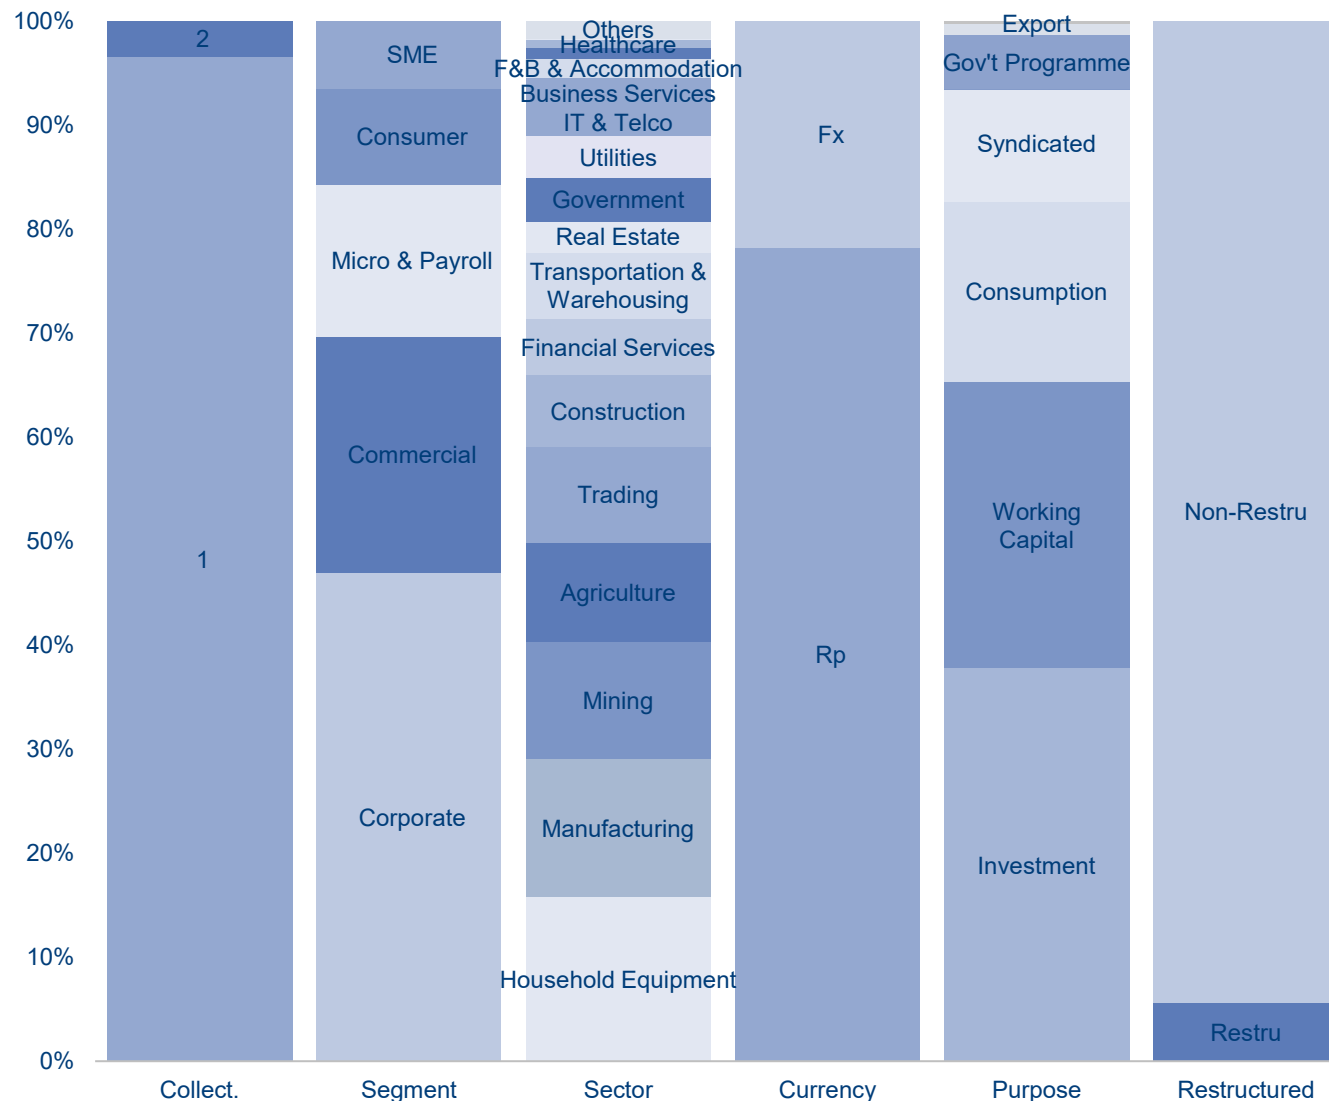 100%
90%
80%
70%
60%
50%
40%
30%
20%
10%
0%
2
1
Collect.
SME
Consumer
Micro & Payroll
Commercial
Corporate
Segment
Others
Healthcare
F&B & Accommodation
Business Services
IT & Telco
Utilities
Government
Real Estate
Transportation &
Warehousing
Financial Services
Construction
Trading
Agriculture
Mining
Manufacturing
Household Equipment
Sector
Fx
Rp
Currency
Export
Gov't Programme
Syndicated
Consumption
Working
Capital
Investment
Purpose
Non-Restru
Restru
Restructured